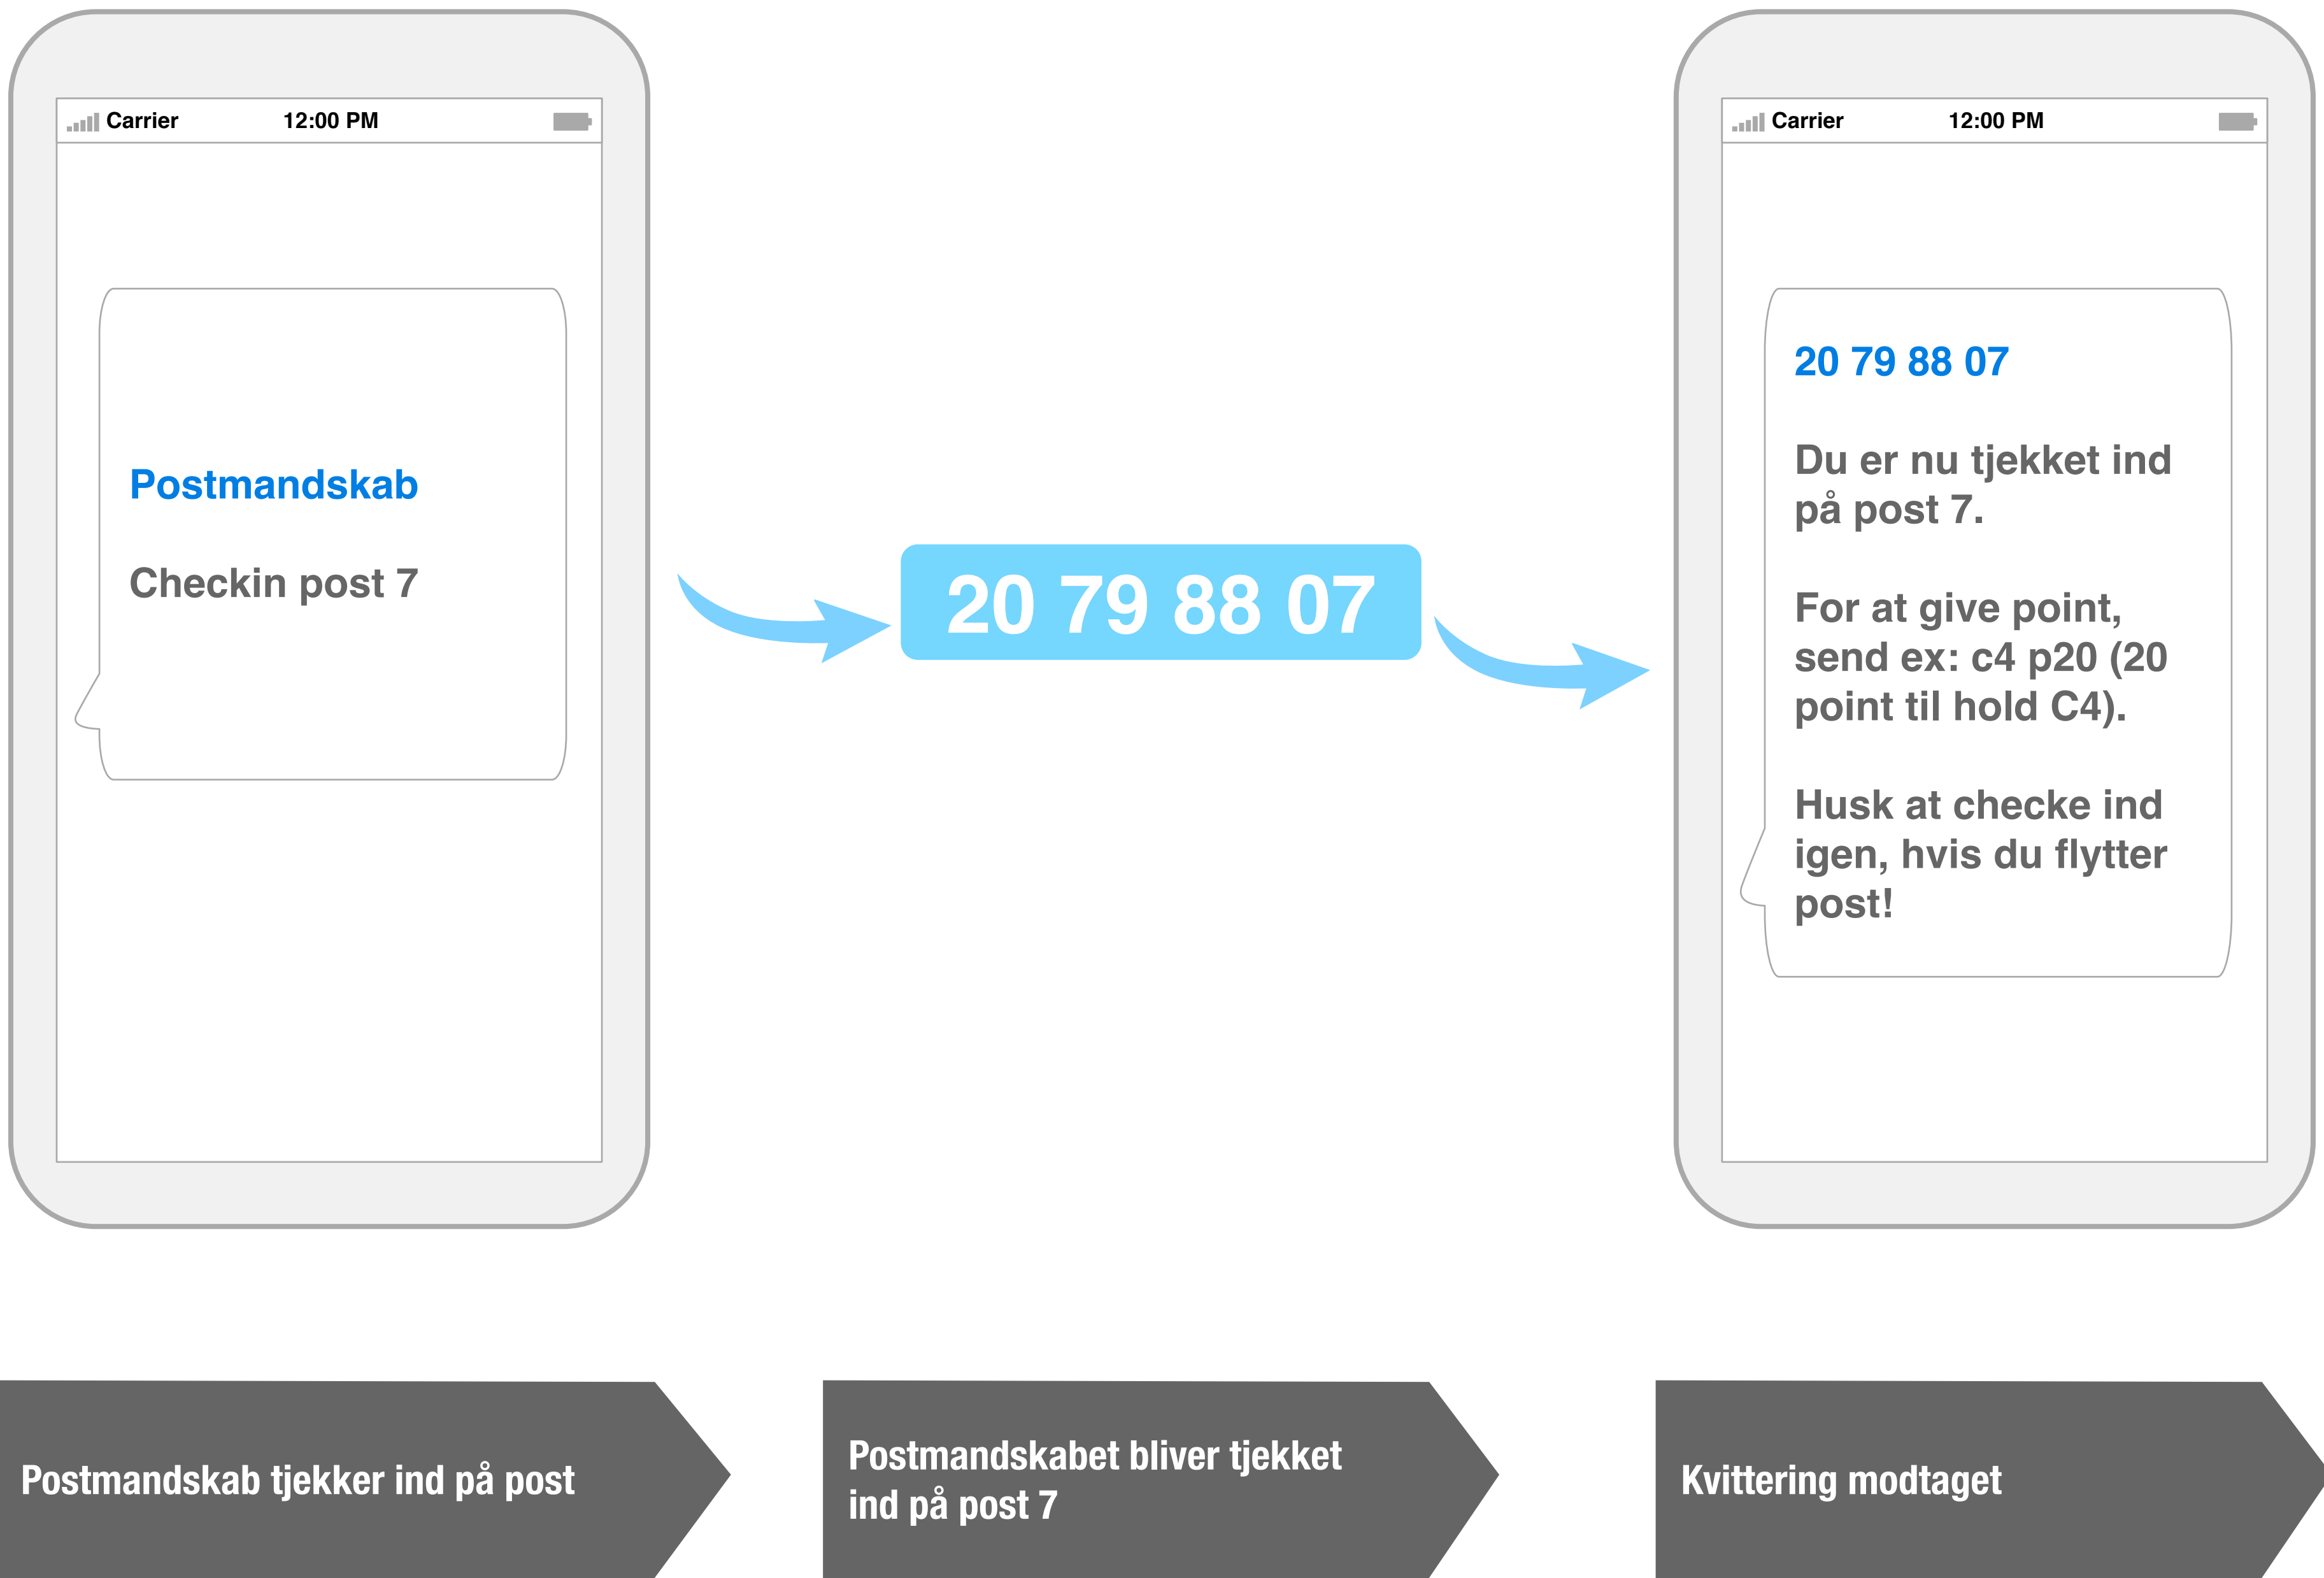 Carrier 12:00 PM
Postmandskab
Checkin post 7
20 79 88 07
Carrier 12:00 PM
20 79 88 07
Du er nu tjekket ind
på post 7.
For at give point,
send ex: c4 p20 (20
point til hold C4).
Husk at checke ind
igen, hvis du flytter
post!
Postmandskab tjekker ind på post
Postmandskabet bliver tjekket
ind på post 7
Kvittering modtaget